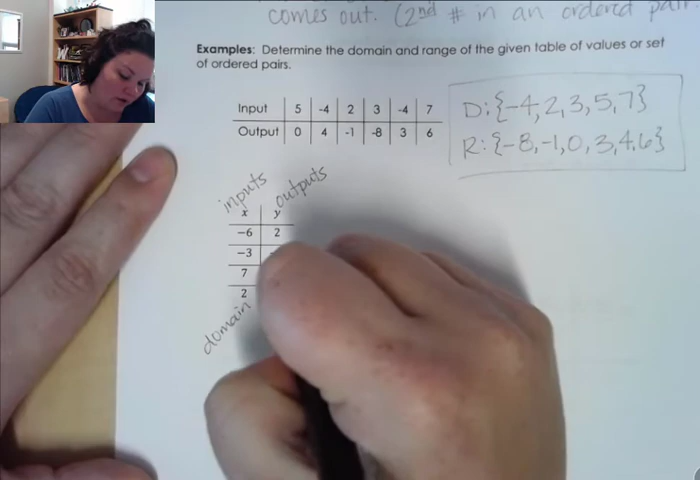 comes out. (2nd # in an ordered pair
Examples: Determine the domain and range of the given table of values or set
of ordered pairs.
Input 5 -4 2 3 -4 7
Output 0 4 -1 -8 3 6
D: {-4, 2, 3, 5, 7}
R: {-8, -1, 0, 3, 4, 6}
inputs outputs
x y
-6 2
-3
7
2
domain